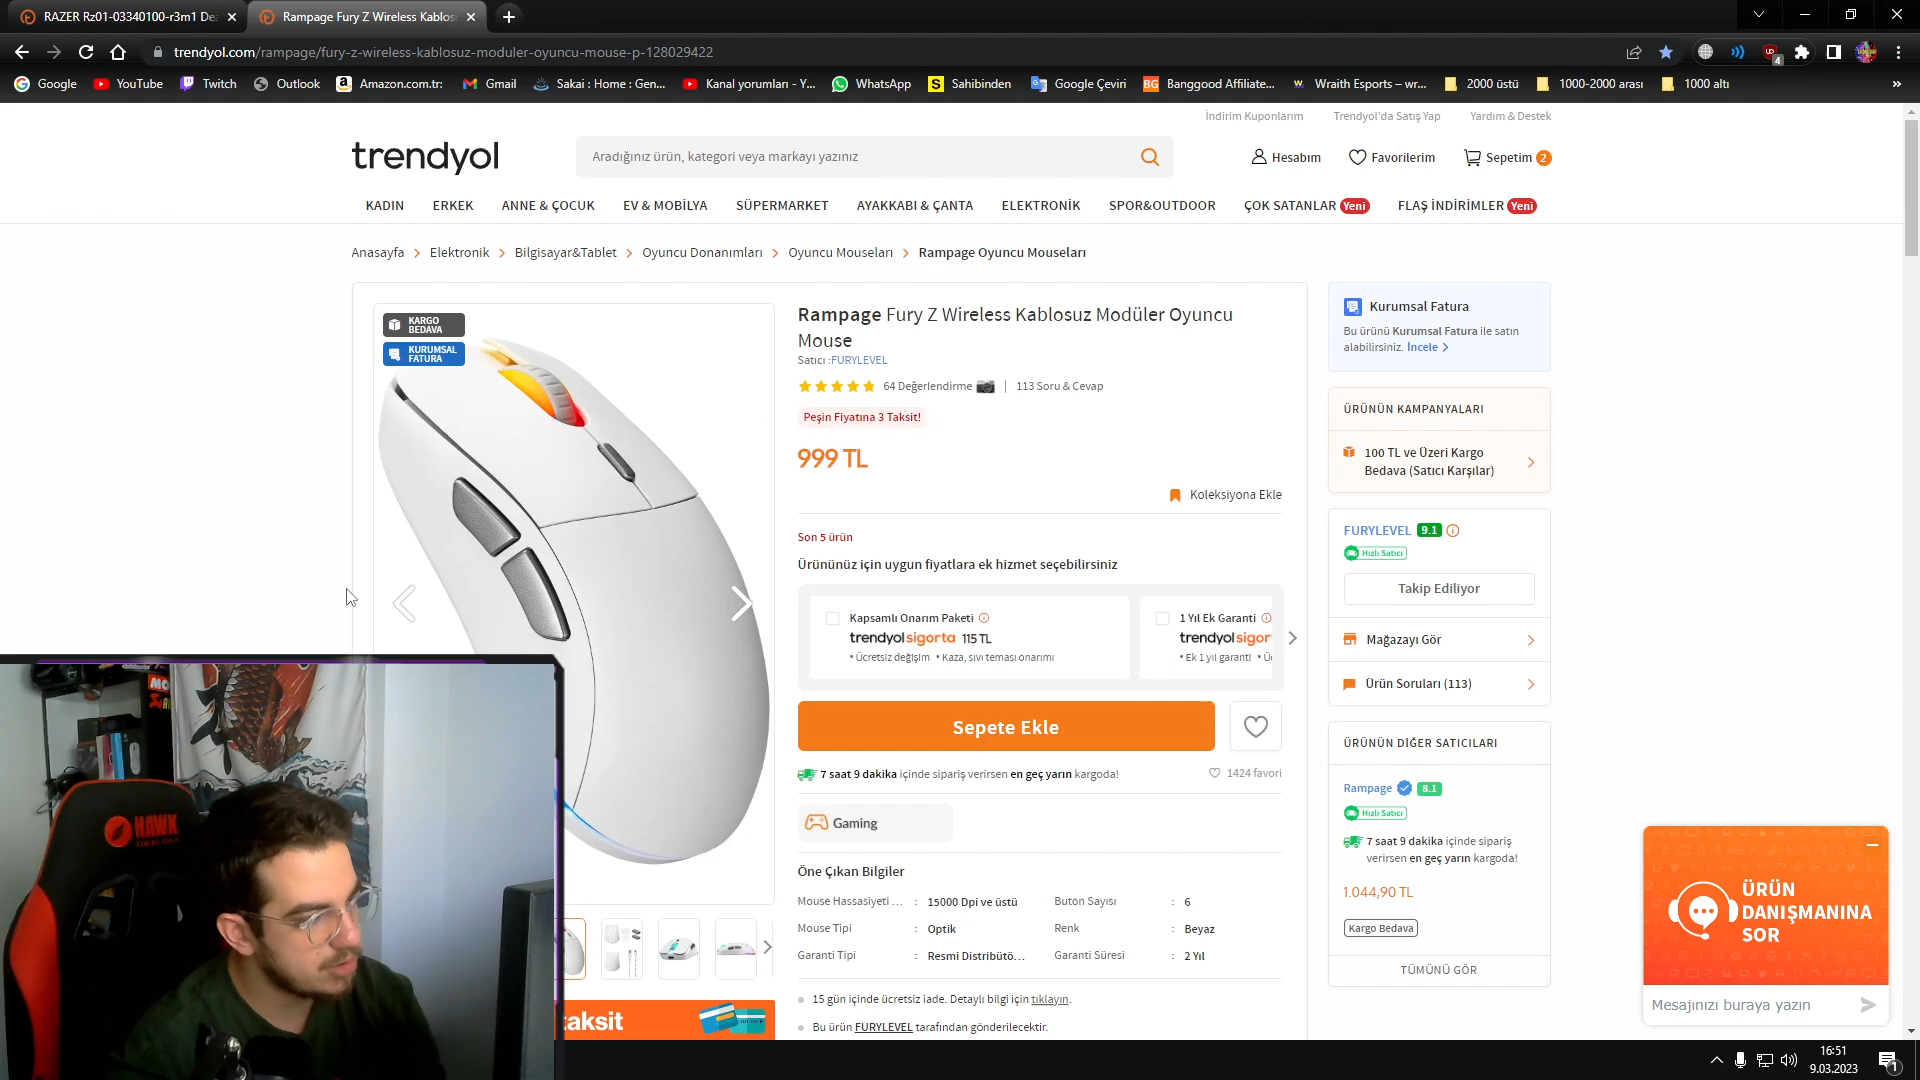 RAZER Rz01-03340100-r3m1 Dea
Rampage Fury Z Wireless Kablosu
trendyol.com/rampage/fury-z-wireless-kablosuz-moduler-oyuncu-mouse-p-128029422
4
Google
YouTube
Twitch
Outlook
Amazon.com.tr:
Gmail
Sakai : Home : Gen...
Kanal yorumları - Y...
WhatsApp
Sahibinden
Google Çeviri
Banggood Affiliate...
Wraith Esports – wr...
2000 üstü
1000-2000 arası
1000 altı
İndirim Kuponlarım
Trendyol'da Satış Yap
Yardım & Destek
trendyol
Aradığınız ürün, kategori veya markayı yazınız
Hesabım
Favorilerim
Sepetim 2
KADIN
ERKEK
ANNE & ÇOCUK
EV & MOBİLYA
SÜPERMARKET
AYAKKABI & ÇANTA
ELEKTRONİK
SPOR&OUTDOOR
ÇOK SATANLAR Yeni
FLAŞ İNDİRİMLER Yeni
Anasayfa > Elektronik > Bilgisayar&Tablet > Oyuncu Donanımları > Oyuncu Mouseları > Rampage Oyuncu Mouseları
KARGO
BEDAVA
KURUMSAL
FATURA
Rampage Fury Z Wireless Kablosuz Modüler Oyuncu
Mouse
Satıcı :FURYLEVEL
64 Değerlendirme | 113 Soru & Cevap
Peşin Fiyatına 3 Taksit!
999 TL
Koleksiyona Ekle
Son 5 ürün
Ürününüz için uygun fiyatlara ek hizmet seçebilirsiniz
Kapsamlı Onarım Paketi
trendyol sigorta 115 TL
• Ücretsiz değişim • Kaza, sıvı teması onarımı
1 Yıl Ek Garanti
trendyol sigor
• Ek 1 yıl garanti • Üc
Sepete Ekle
7 saat 9 dakika içinde sipariş verirsen en geç yarın kargoda!
1424 favori
Gaming
Öne Çıkan Bilgiler
Mouse Hassasiyeti ... : 15000 Dpi ve üstü
Buton Sayısı : 6
Mouse Tipi : Optik
Renk : Beyaz
Garanti Tipi : Resmi Distribütö...
Garanti Süresi : 2 Yıl
15 gün içinde ücretsiz iade. Detaylı bilgi için tıklayın.
Bu ürün FURYLEVEL tarafından gönderilecektir.
taksit
Kurumsal Fatura
Bu ürünü Kurumsal Fatura ile satın
alabilirsiniz. İncele >
ÜRÜNÜN KAMPANYALARI
100 TL ve Üzeri Kargo
Bedava (Satıcı Karşılar)
FURYLEVEL 9.1
Hızlı Satıcı
Takip Ediliyor
Mağazayı Gör
Ürün Soruları (113)
ÜRÜNÜN DİĞER SATICILARI
Rampage 8.1
Hızlı Satıcı
7 saat 9 dakika içinde sipariş
verirsen en geç yarın kargoda!
1.044,90 TL
Kargo Bedava
TÜMÜNÜ GÖR
ÜRÜN
DANIŞMANINA
SOR
Mesajınızı buraya yazın
HAWK
16:51
9.03.2023
1